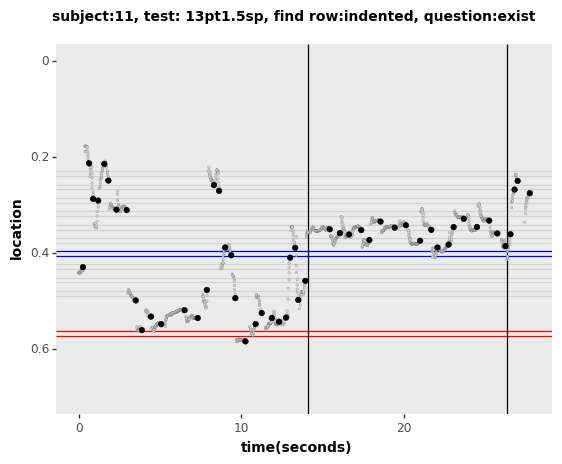 subject:11, test: 13pt1.5sp, find row:indented, question:exist
0
0.2
0.4
0.6
location
0
10
20
time(seconds)